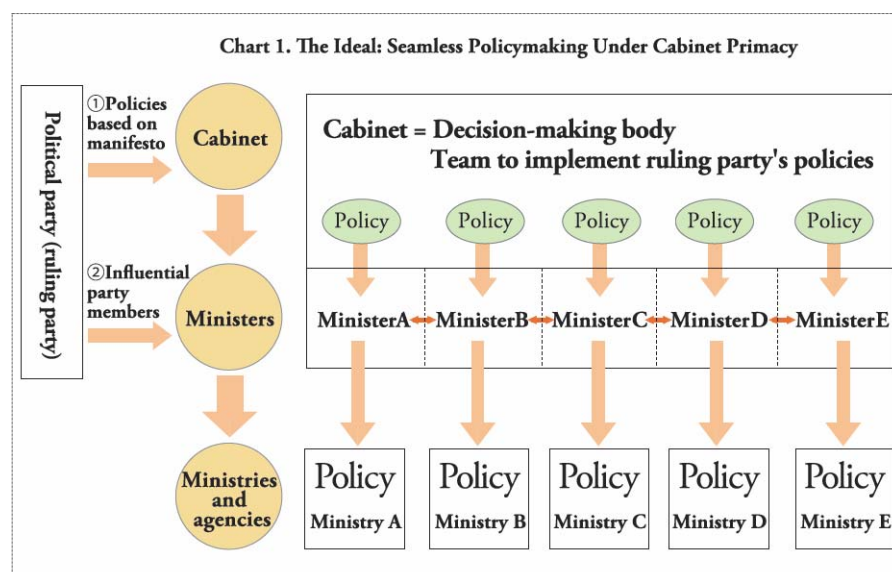 Chart 1. The Ideal: Seamless Policymaking Under Cabinet Primacy
Political party (ruling party)
①Policies
based on
manifesto
②Influential
party
members
Cabinet
Ministers
Ministries
and
agencies
Cabinet = Decision-making body
Team to implement ruling party's policies
Policy Policy Policy Policy Policy
MinisterA MinisterB MinisterC MinisterD MinisterE
Policy Policy Policy Policy Policy
Ministry A Ministry B Ministry C Ministry D Ministry E